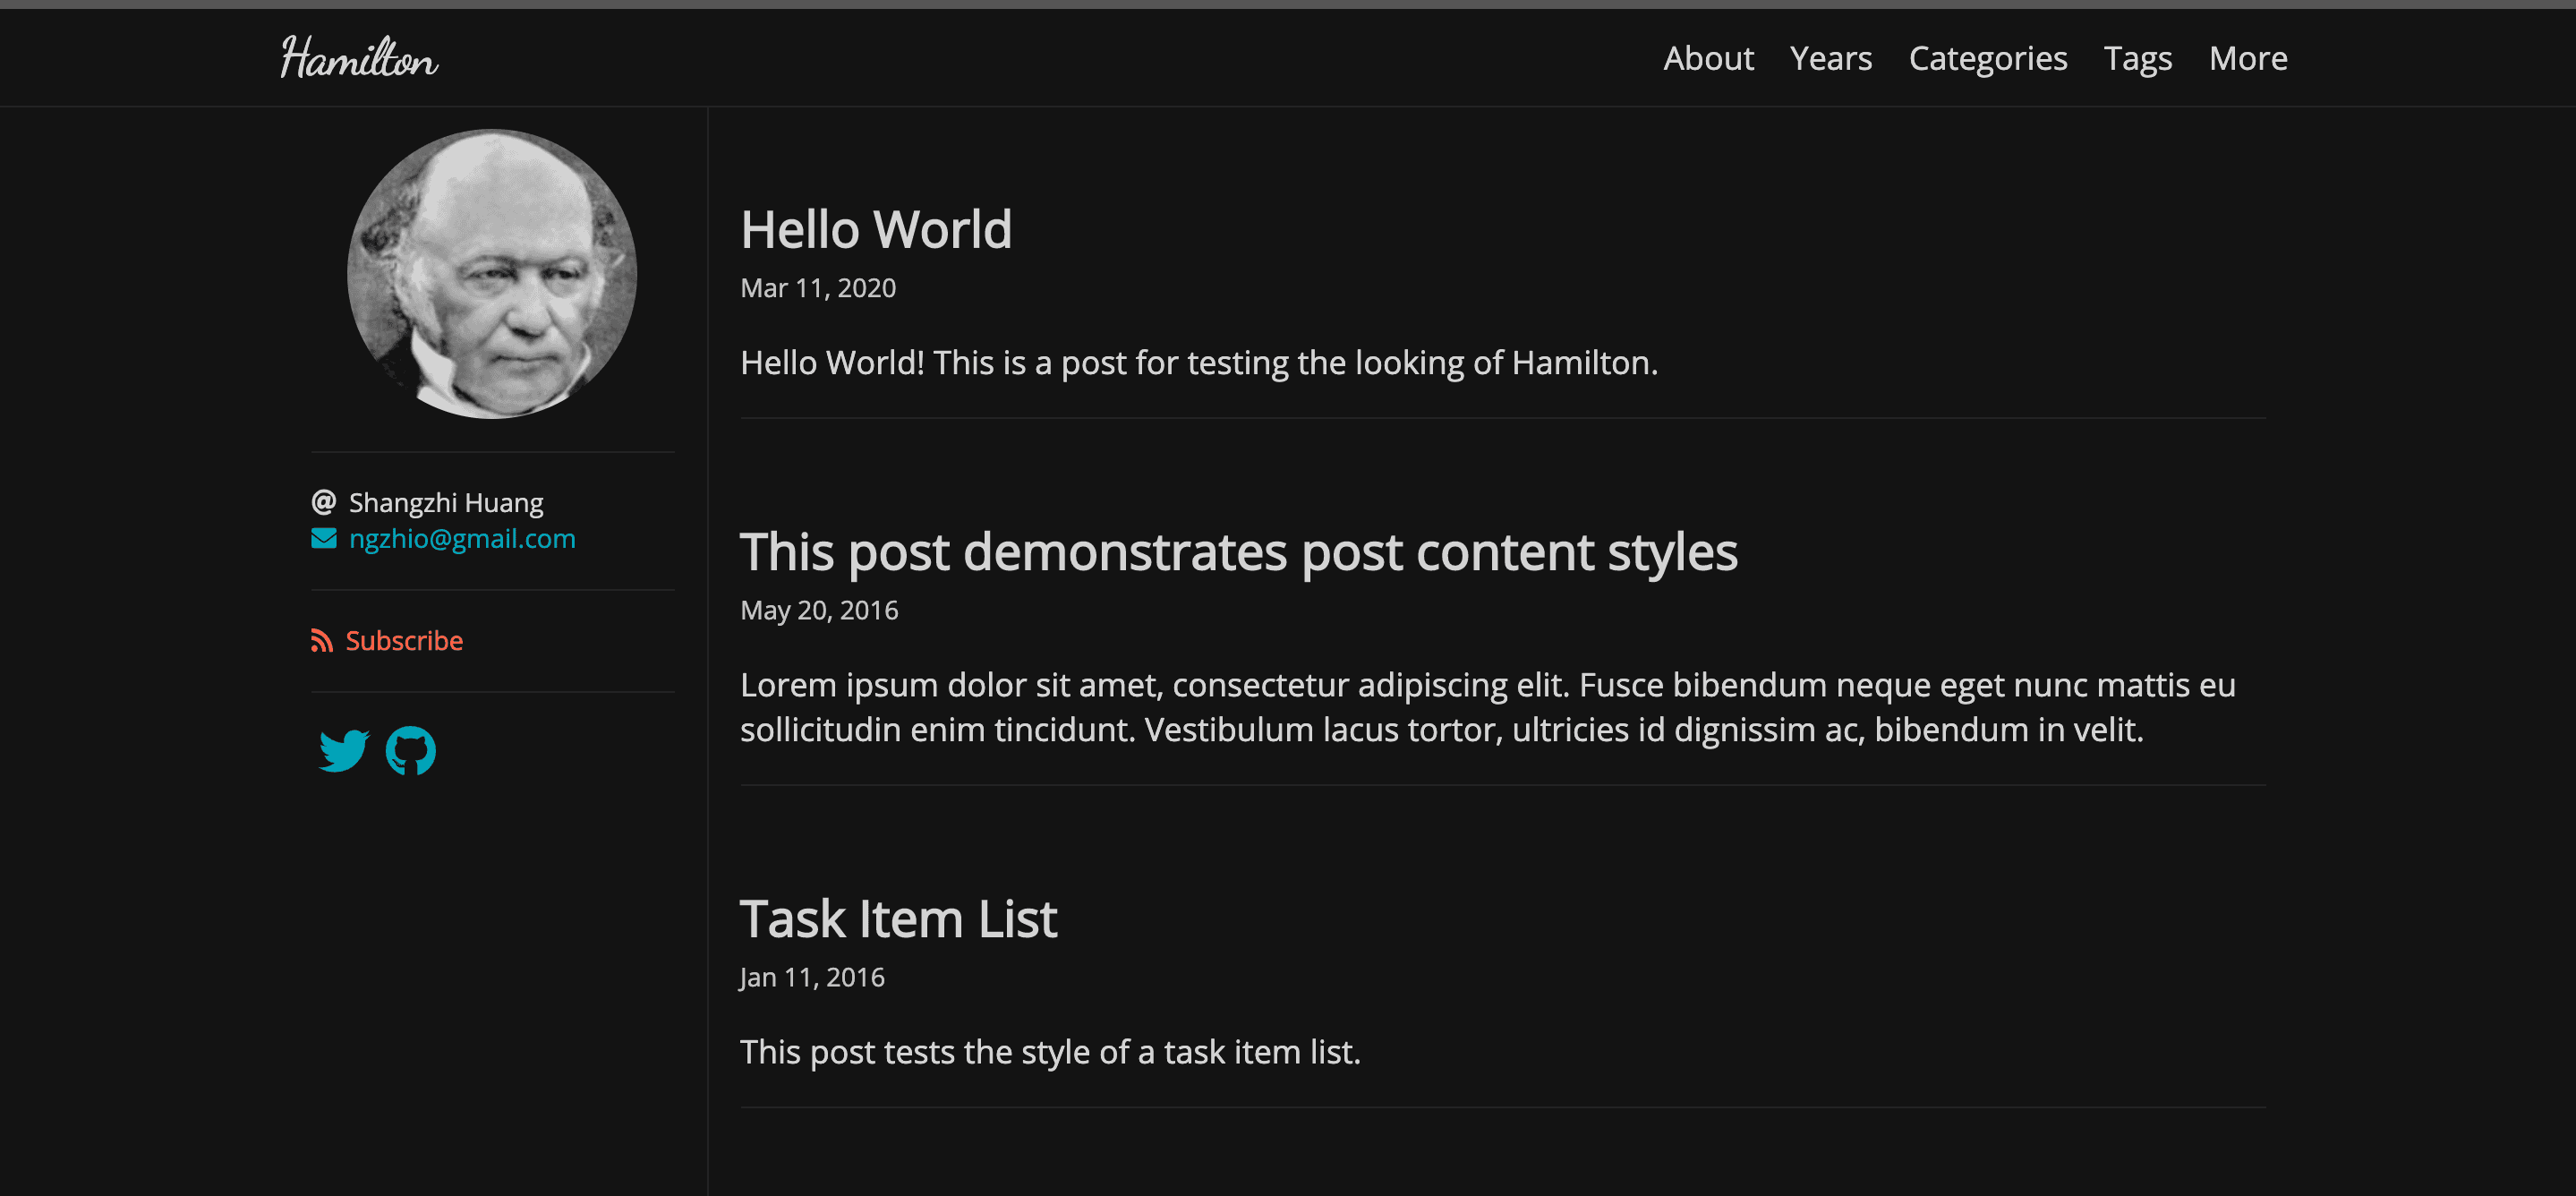 Hamilton
About Years Categories Tags More
@ Shangzhi Huang
ngzhio@gmail.com
Subscribe
Hello World
Mar 11, 2020
Hello World! This is a post for testing the looking of Hamilton.
This post demonstrates post content styles
May 20, 2016
Lorem ipsum dolor sit amet, consectetur adipiscing elit. Fusce bibendum neque eget nunc mattis eu
sollicitudin enim tincidunt. Vestibulum lacus tortor, ultricies id dignissim ac, bibendum in velit.
Task Item List
Jan 11, 2016
This post tests the style of a task item list.